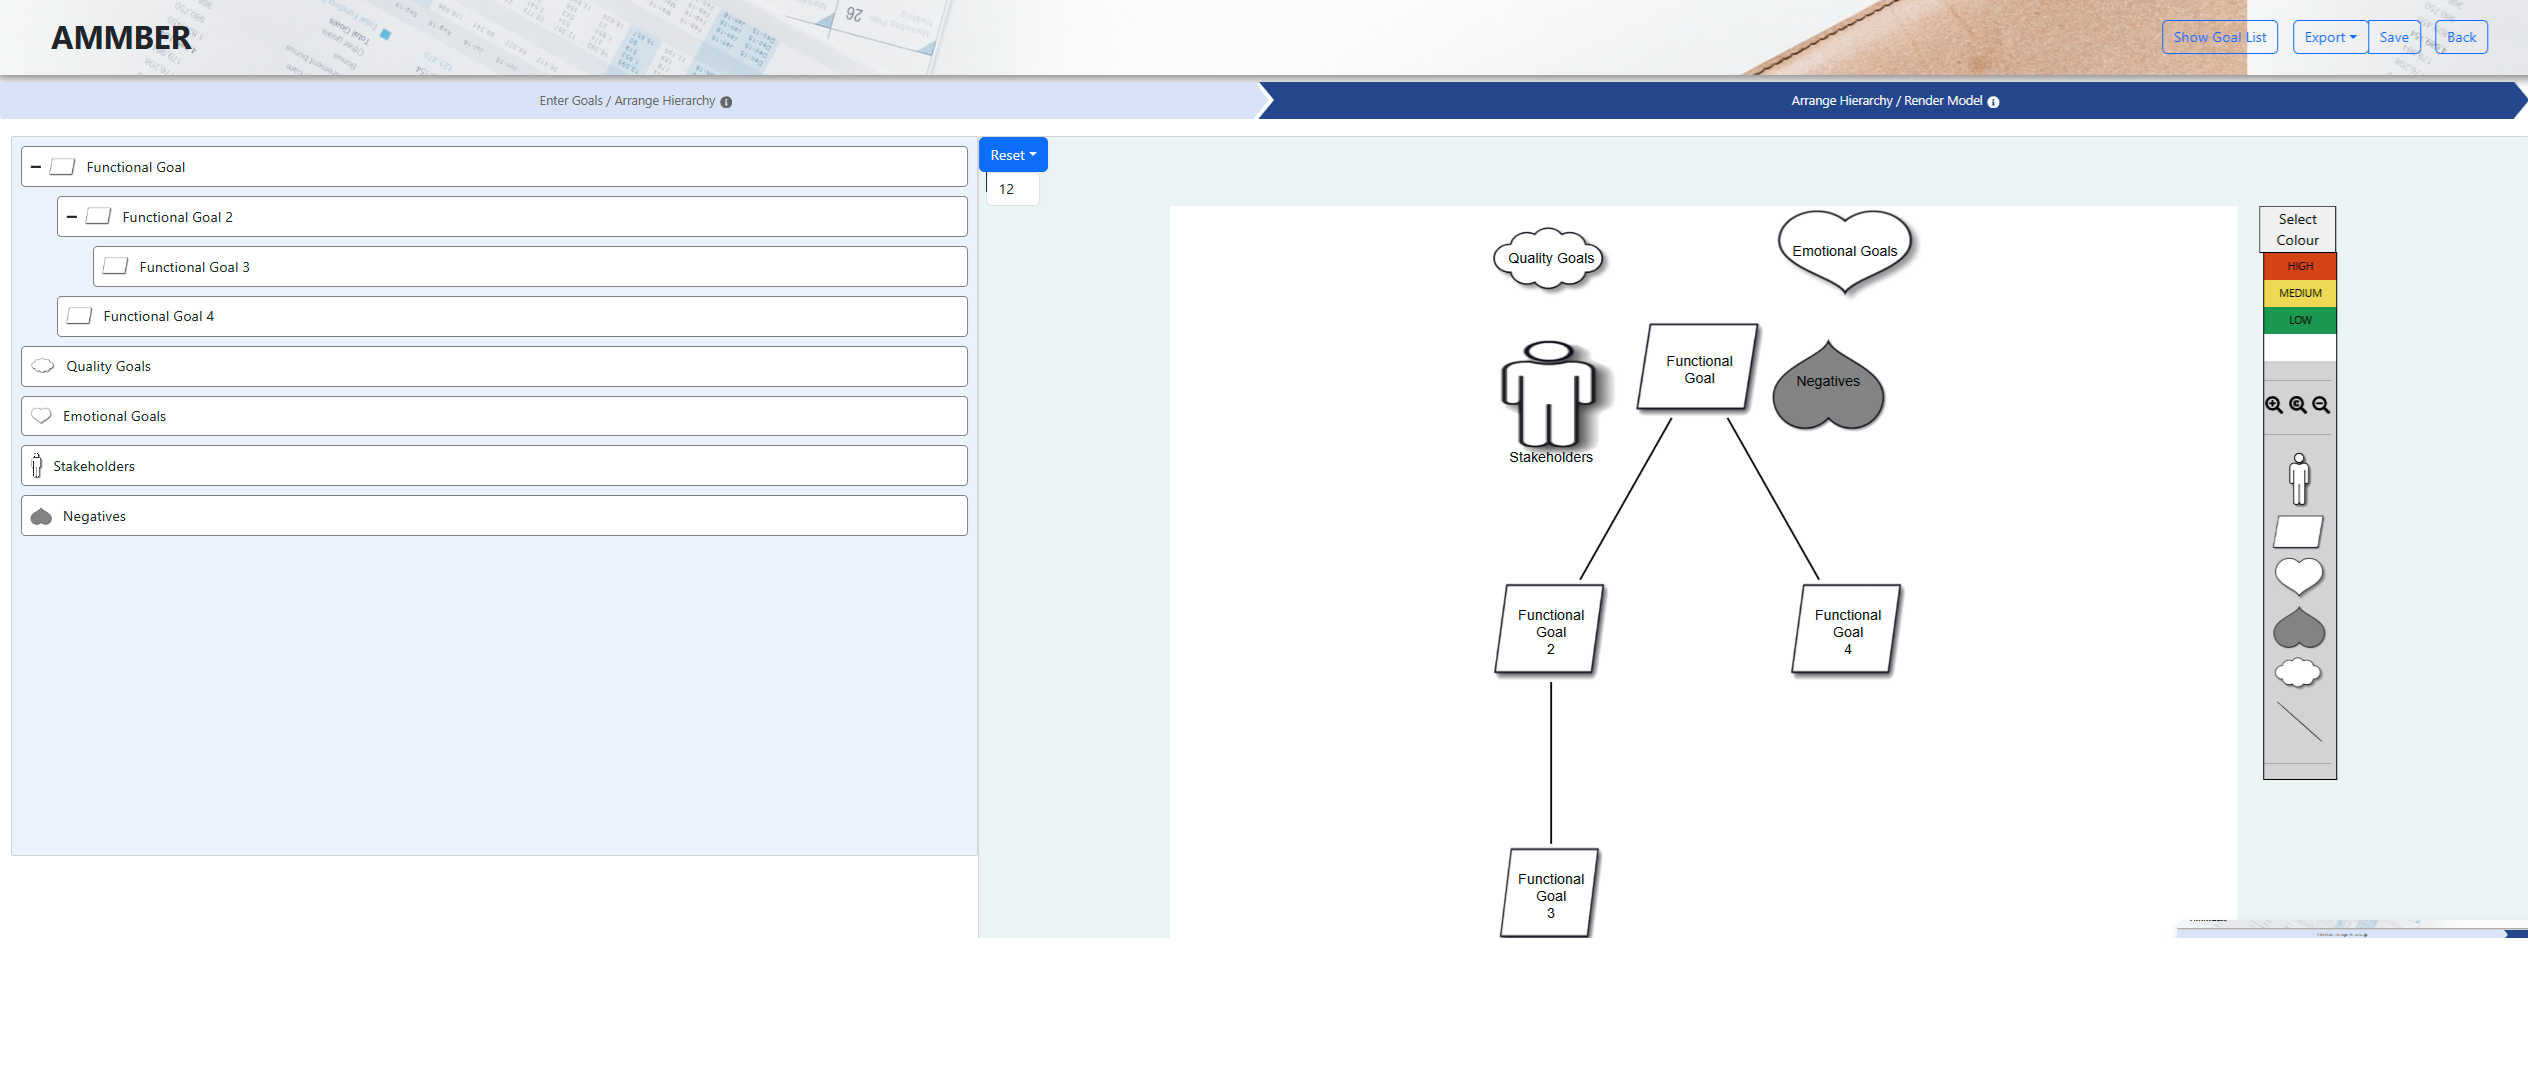 AMMBER
Show Goal List
Export
Save
Back
Enter Goals / Arrange Hierarchy
Arrange Hierarchy / Render Model
Functional Goal
Functional Goal 2
Functional Goal 3
Functional Goal 4
Quality Goals
Emotional Goals
Stakeholders
Negatives
Reset
12
Quality Goals
Emotional Goals
Stakeholders
Functional
Goal
Negatives
Functional
Goal
2
Functional
Goal
4
Functional
Goal
3
Select
Colour
HIGH
MEDIUM
LOW